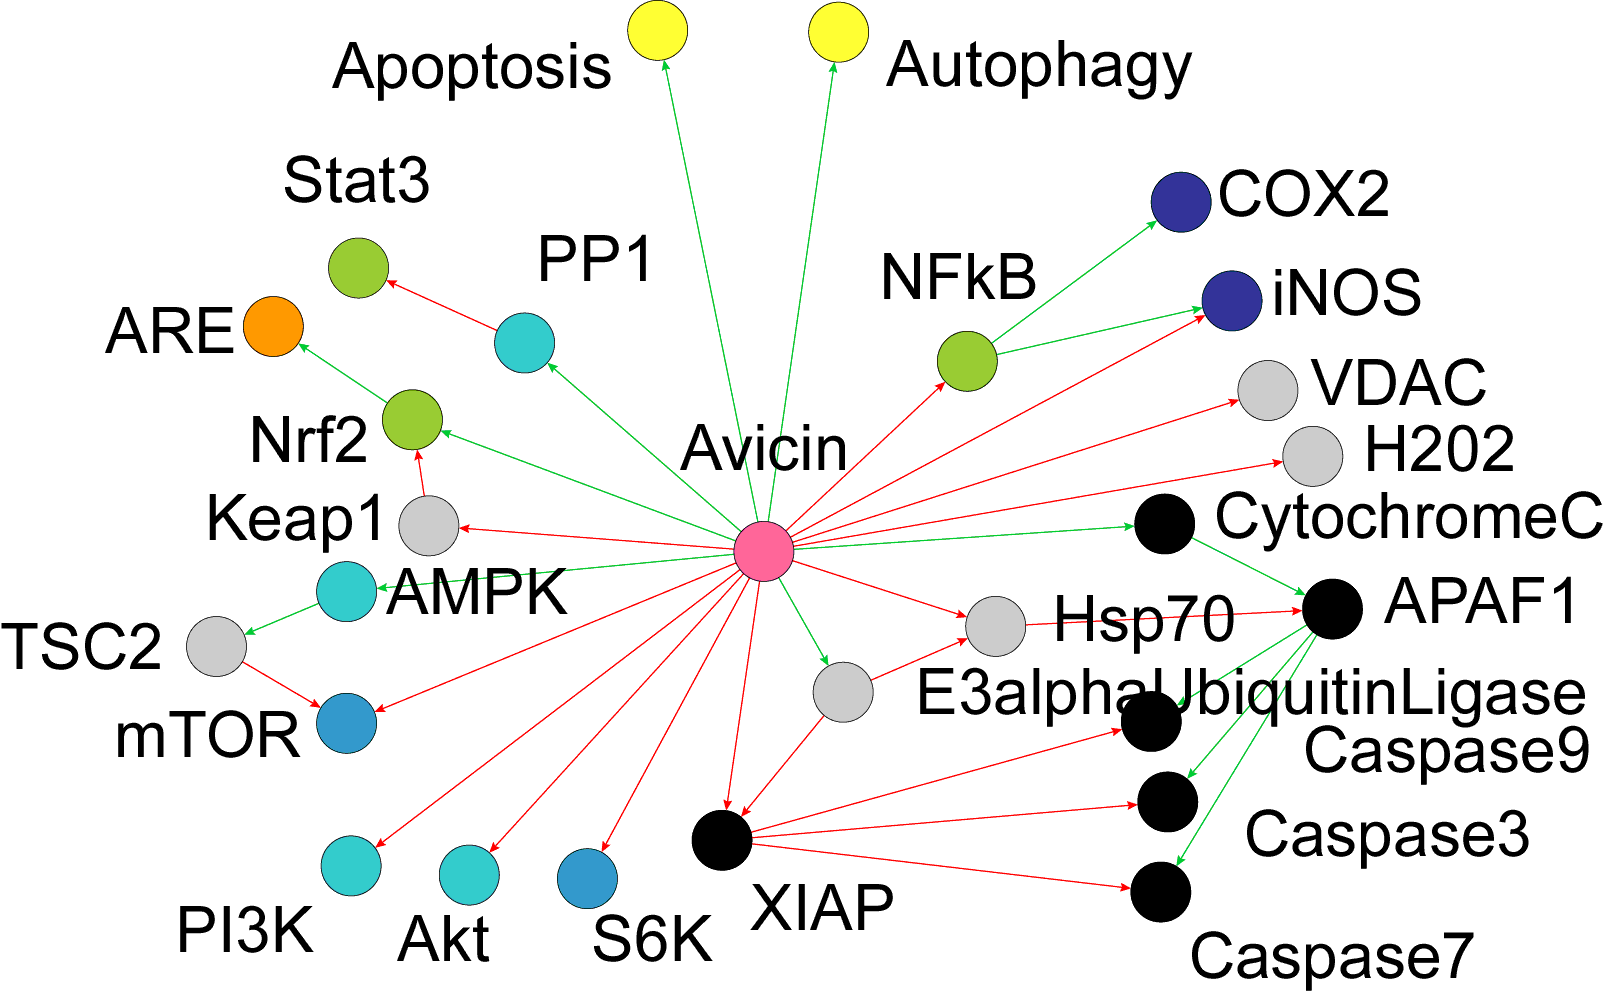 Apoptosis
Autophagy
Stat3
COX2
PP1
NFkB
iNOS
ARE
VDAC
Nrf2
Avicin
H202
Keap1
CytochromeC
AMPK
APAF1
Hsp70
TSC2
E3alphaUbiquitinLigase
mTOR
Caspase9
Caspase3
XIAP
PI3K
Akt
S6K
Caspase7